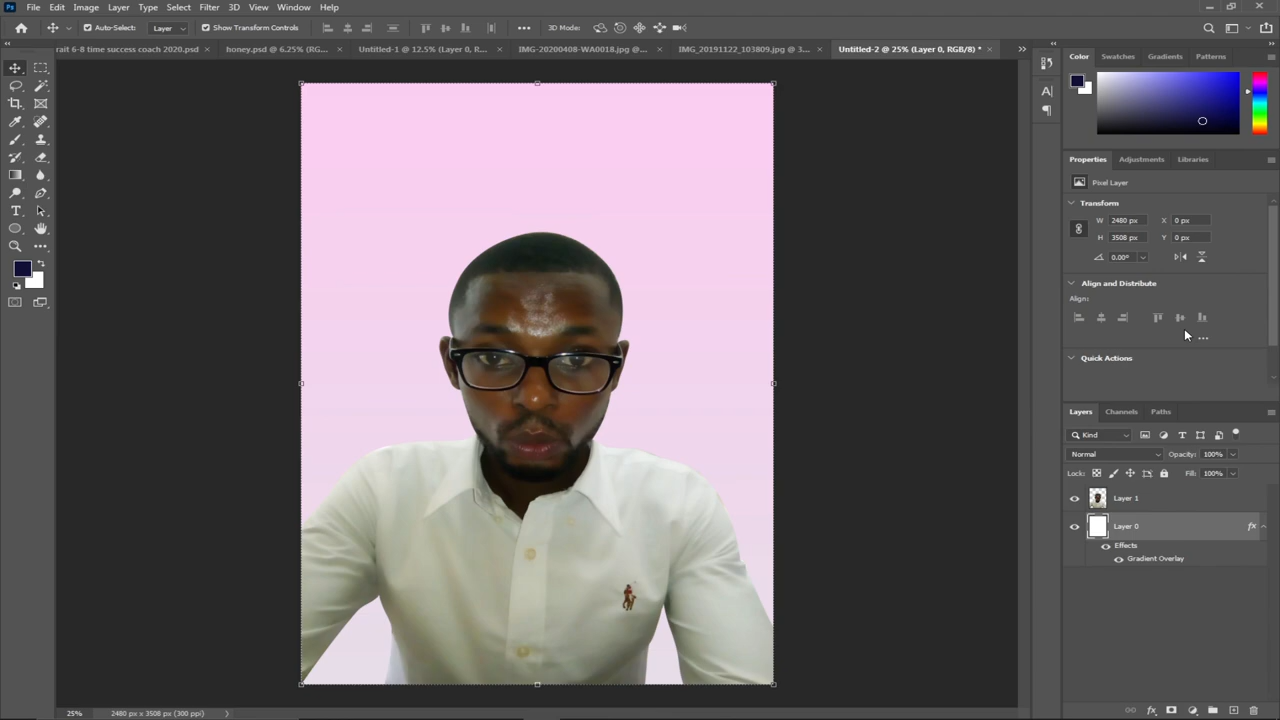 Ps File Edit Image Layer Type Select Filter 3D View Window Help
Auto-Select: Layer Show Transform Controls ••• 3D Mode:
rait 6-8 time success coach 2020.psd × honey.psd @ 6.25% (RG... × Untitled-1 @ 12.5% (Layer 0, R... × IMG-20200408-WA0018.jpg @... × IMG_20191122_103809.jpg @ 3... × Untitled-2 @ 25% (Layer 0, RGB/8) * ×
Color Swatches Gradients Patterns
Properties Adjustments Libraries
Pixel Layer
Transform
W 2480 px X 0 px
H 3508 px Y 0 px
0.00°
Align and Distribute
Align:
•••
Quick Actions
Layers Channels Paths
Kind
Normal Opacity: 100%
Lock: Fill: 100%
Layer 1
Layer 0 fx
Effects
Gradient Overlay
25% 2480 px x 3508 px (300 ppi)
fx